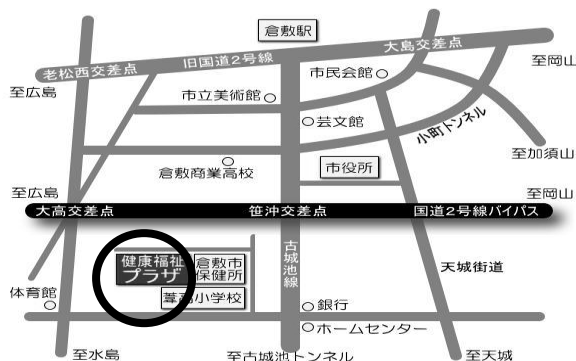 倉敷駅
大島交差点
至岡山
旧国道2号線
老松西交差点
至広島
市民会館
市立美術館
芸文館
小町トンネル
至加須山
倉敷商業高校
市役所
至広島
至岡山
大高交差点
笹沖交差点
国道2号線バイパス
健康福祉
プラザ
倉敷市
保健所
古城池線
天城街道
葦高小学校
体育館
銀行
ホームセンター
至水島
至古城池トンネル
至天城